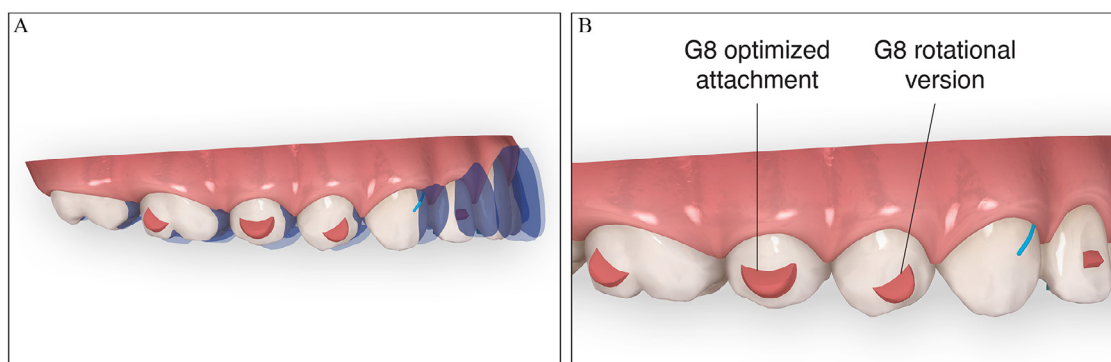 A
B
G8 optimized
attachment
G8 rotational
version